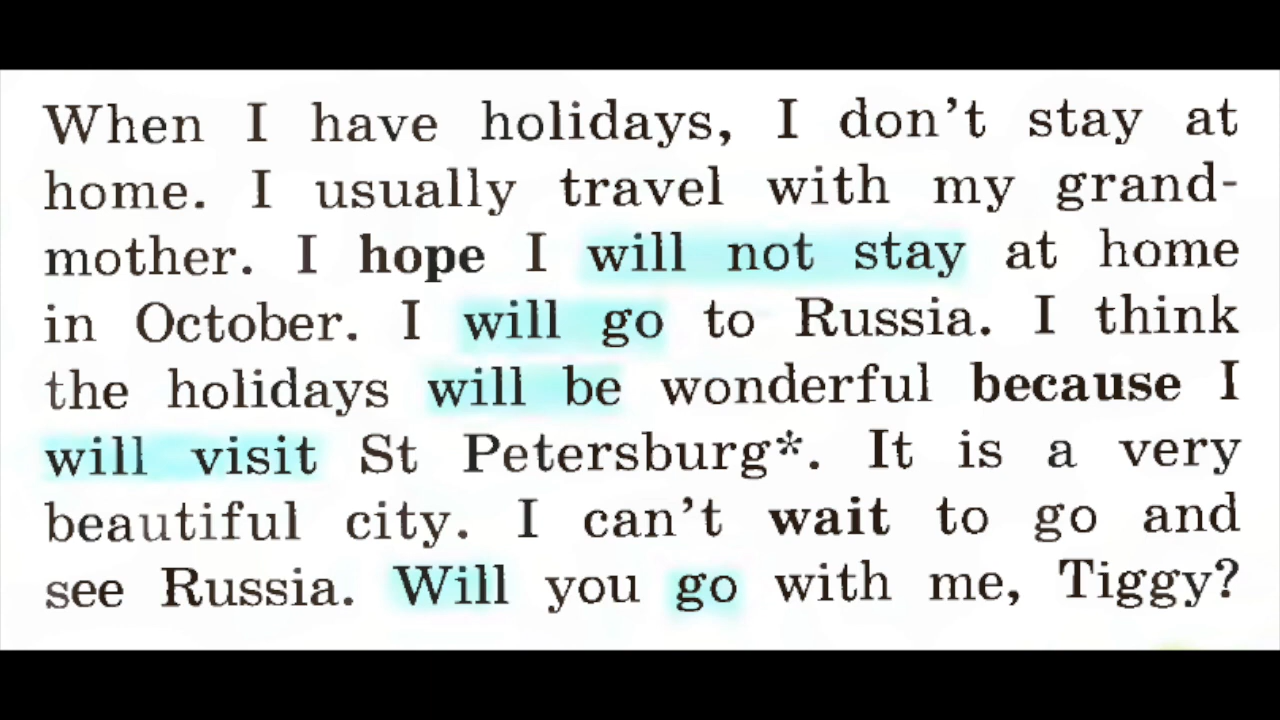 When I have holidays, I don't stay at
home. I usually travel with my grand-
mother. I hope I will not stay at home
in October. I will go to Russia. I think
the holidays will be wonderful because I
will visit St Petersburg*. It is a very
beautiful city. I can't wait to go and
see Russia. Will you go with me, Tiggy?